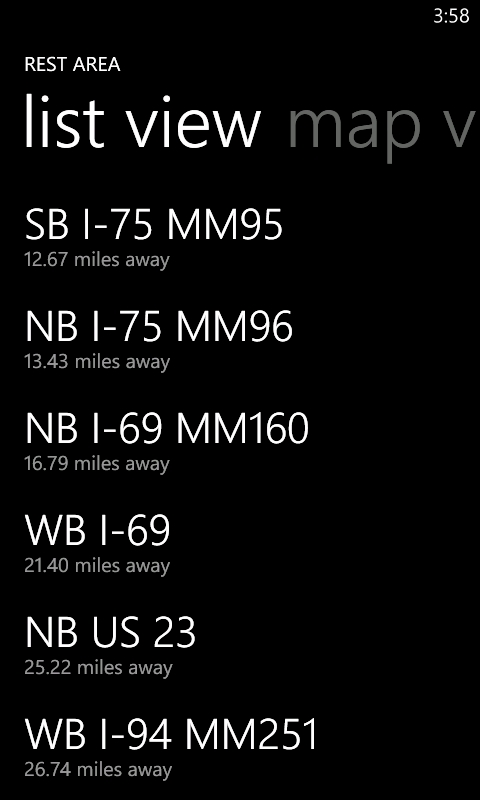 3:58
REST AREA
list view map v
SB I-75 MM95
12.67 miles away
NB I-75 MM96
13.43 miles away
NB I-69 MM160
16.79 miles away
WB I-69
21.40 miles away
NB US 23
25.22 miles away
WB I-94 MM251
26.74 miles away